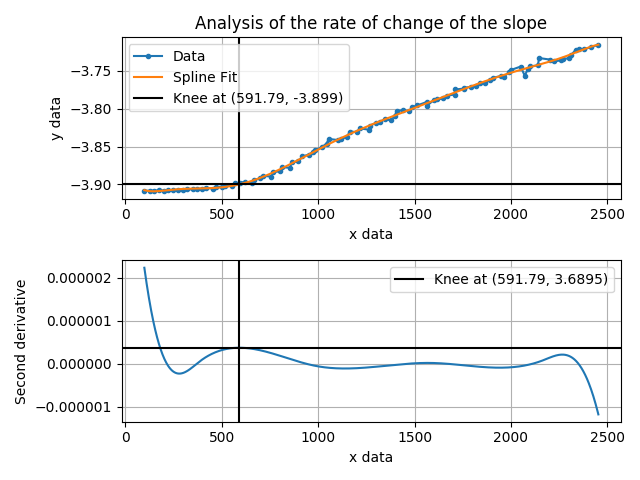 Analysis of the rate of change of the slope
Data
Spline Fit
Knee at (591.79, -3.899)
y data
−3.75
−3.80
−3.85
−3.90
0 500 1000 1500 2000 2500
x data
Knee at (591.79, 3.6895)
Second derivative
0.000002
0.000001
0.000000
−0.000001
0 500 1000 1500 2000 2500
x data